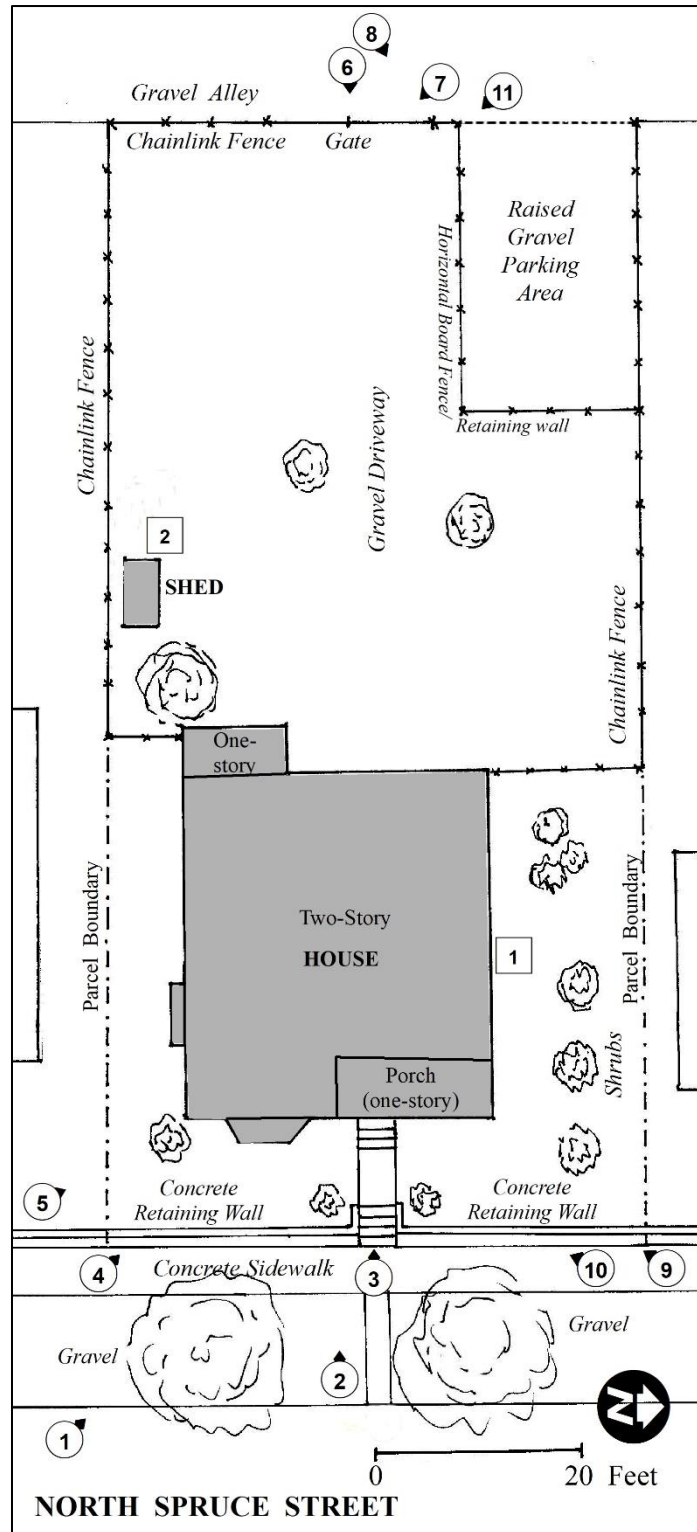 8
6
7
11
Gravel Alley
Chainlink Fence
Gate
Raised
Gravel
Parking
Area
Horizontal Board Fence/
Retaining wall
Chainlink Fence
Gravel Driveway
2
SHED
Chainlink Fence
One-
story
Parcel Boundary
Two-Story
HOUSE
1
Parcel Boundary
Shrubs
Porch
(one-story)
5
Concrete
Retaining Wall
Concrete
Retaining Wall
4
Concrete Sidewalk
3
10
9
Gravel
2
Gravel
1
N
0
20 Feet
NORTH SPRUCE STREET